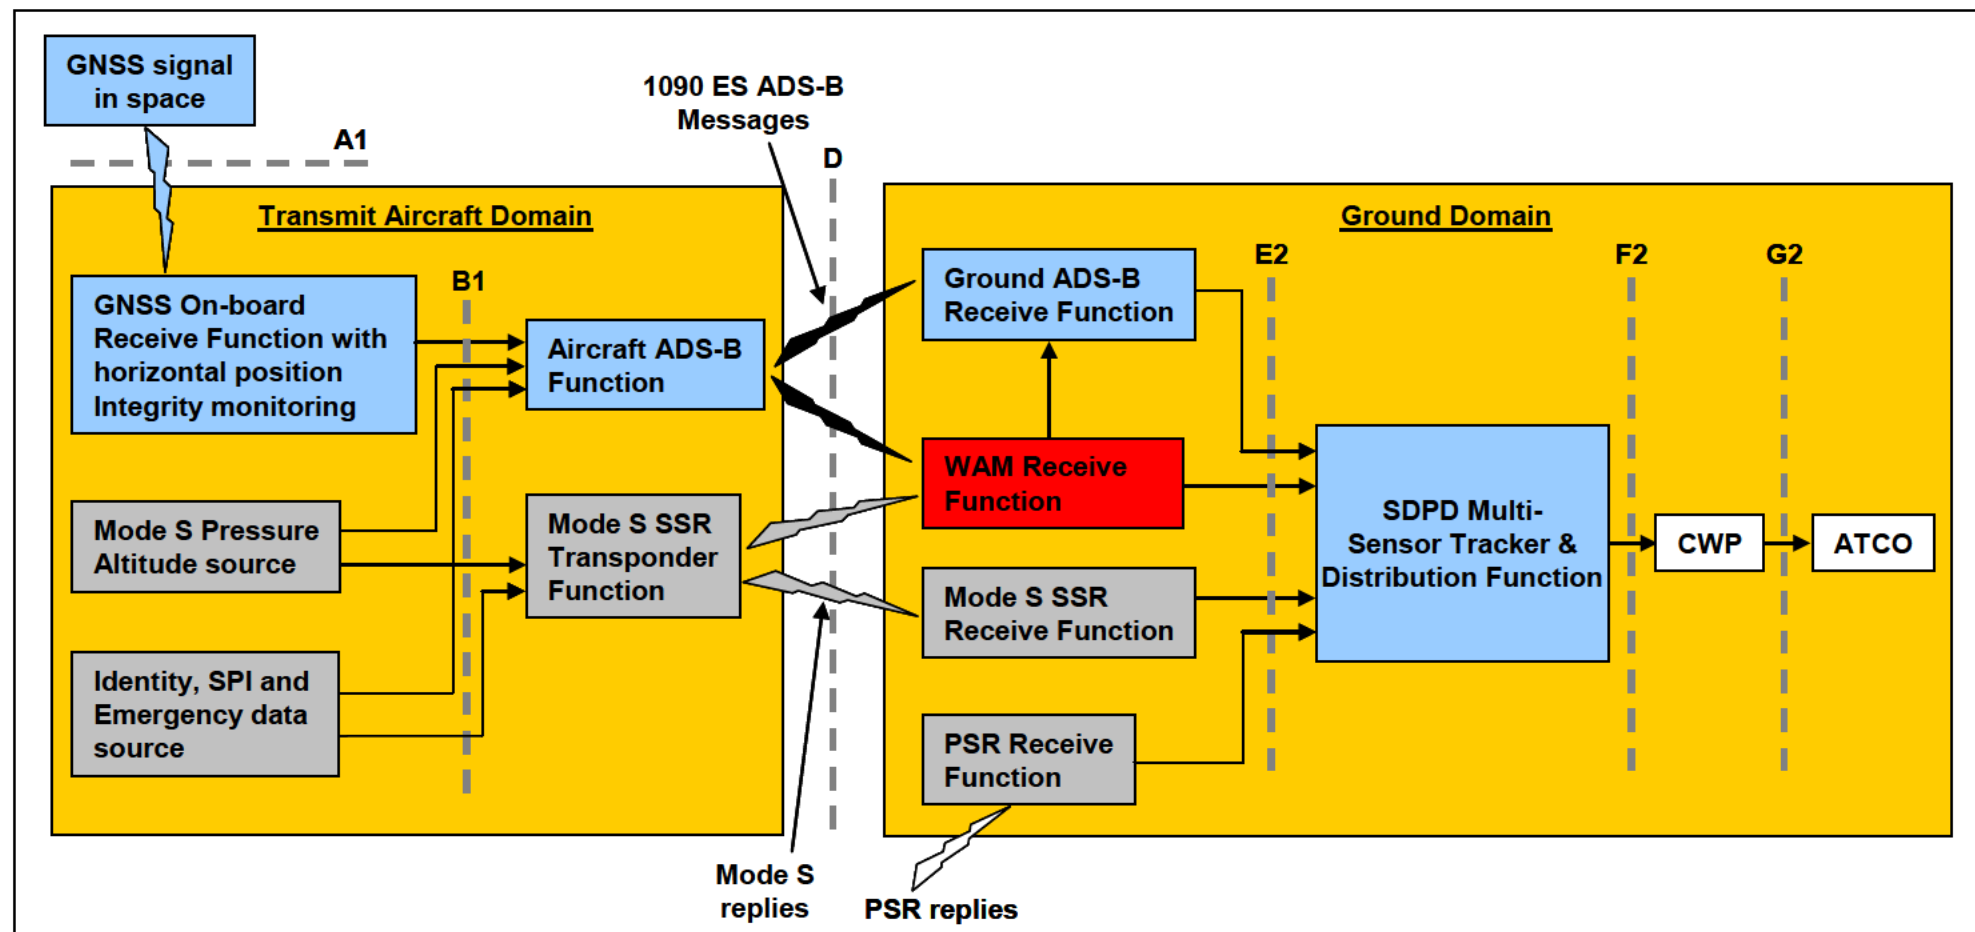 GNSS signal
in space
A1
1090 ES ADS-B
Messages
D
Transmit Aircraft Domain
Ground Domain
B1
E2
F2
G2
GNSS On-board
Receive Function with
horizontal position
Integrity monitoring
Aircraft ADS-B
Function
Ground ADS-B
Receive Function
WAM Receive
Function
Mode S Pressure
Altitude source
Mode S SSR
Transponder
Function
SDPD Multi-
Sensor Tracker &
Distribution Function
CWP
ATCO
Mode S SSR
Receive Function
Identity, SPI and
Emergency data
source
PSR Receive
Function
Mode S
replies
PSR replies